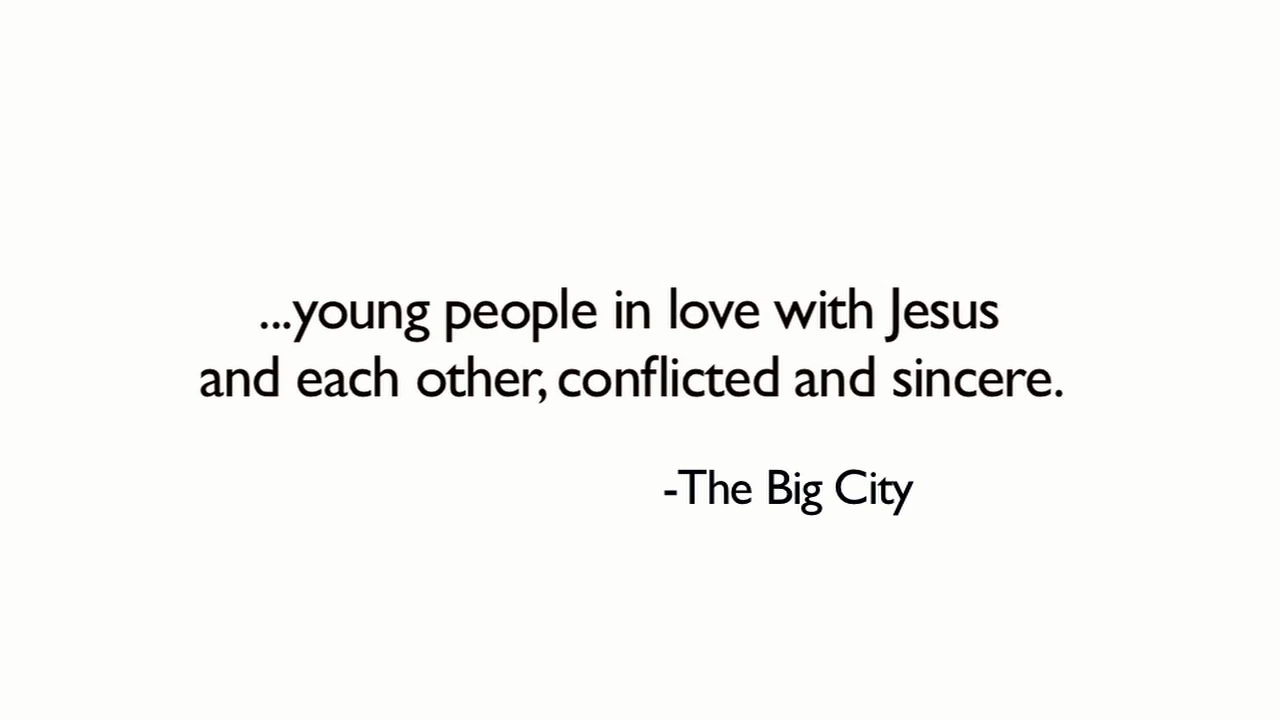 ...young people in love with Jesus
and each other, conflicted and sincere.
-The Big City